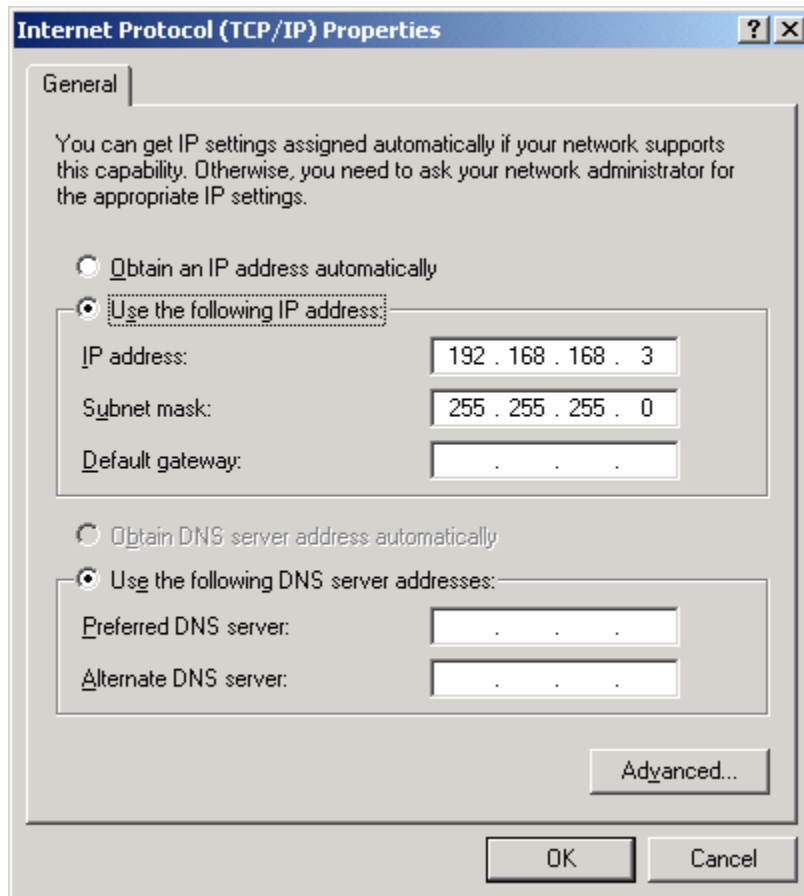 Internet Protocol (TCP/IP) Properties
General
You can get IP settings assigned automatically if your network supports
this capability. Otherwise, you need to ask your network administrator for
the appropriate IP settings.
Obtain an IP address automatically
Use the following IP address:
IP address: 192 . 168 . 168 . 3
Subnet mask: 255 . 255 . 255 . 0
Default gateway: . . .
Obtain DNS server address automatically
Use the following DNS server addresses:
Preferred DNS server: . . .
Alternate DNS server: . . .
Advanced...
OK Cancel